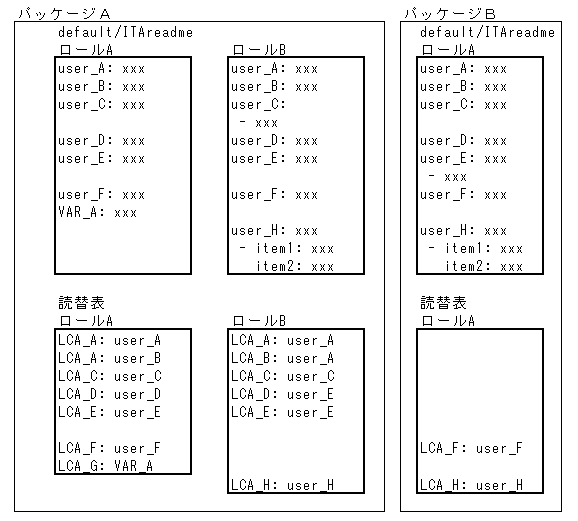 パッケージA
default/ITAreadme
ロールA
user_A: xxx
user_B: xxx
user_C: xxx
user_D: xxx
user_E: xxx
user_F: xxx
VAR_A: xxx
ロールB
user_A: xxx
user_B: xxx
user_C:
- xxx
user_D: xxx
user_E: xxx
user_F: xxx
user_H: xxx
- item1: xxx
item2: xxx
読替表
ロールA
LCA_A: user_A
LCA_A: user_B
LCA_C: user_C
LCA_D: user_D
LCA_E: user_E
LCA_F: user_F
LCA_G: VAR_A
ロールB
LCA_A: user_A
LCA_B: user_A
LCA_C: user_C
LCA_D: user_E
LCA_E: user_E
LCA_H: user_H
パッケージB
default/ITAreadme
ロールA
user_A: xxx
user_B: xxx
user_C: xxx
user_D: xxx
user_E: xxx
- xxx
user_F: xxx
user_H: xxx
- item1: xxx
item2: xxx
読替表
ロールA
LCA_F: user_F
LCA_H: user_H